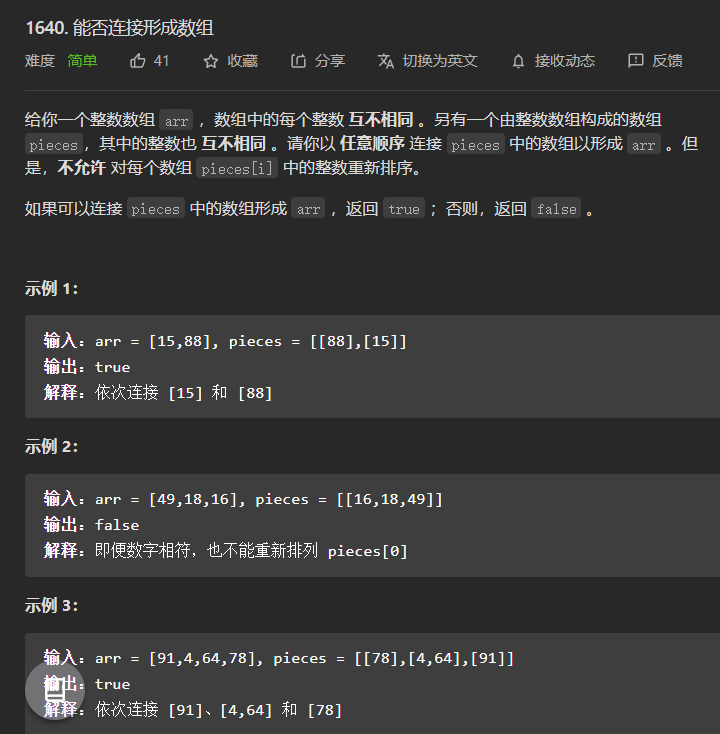 1640. 能否连接形成数组
难度 简单 41 收藏 分享 切换为英文 接收动态 反馈
给你一个整数数组 arr ，数组中的每个整数 互不相同 。另有一个由整数数组构成的数组
pieces，其中的整数也 互不相同 。请你以 任意顺序 连接 pieces 中的数组以形成 arr 。但
是，不允许 对每个数组 pieces[i] 中的整数重新排序。
如果可以连接 pieces 中的数组形成 arr ，返回 true ；否则，返回 false 。
示例 1：
输入：arr = [15,88], pieces = [[88],[15]]
输出：true
解释：依次连接 [15] 和 [88]
示例 2：
输入：arr = [49,18,16], pieces = [[16,18,49]]
输出：false
解释：即便数字相符，也不能重新排列 pieces[0]
示例 3：
输入：arr = [91,4,64,78], pieces = [[78],[4,64],[91]]
输出：true
解释：依次连接 [91]、[4,64] 和 [78]